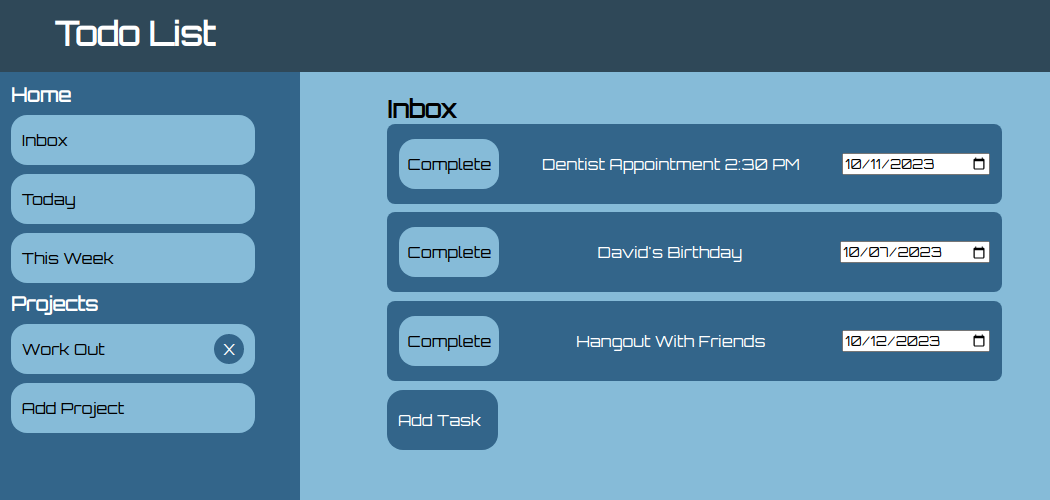 Todo List
Home
Inbox
Today
This Week
Projects
Work Out X
Add Project
Inbox
Complete Dentist Appointment 2:30 PM 10/11/2023
Complete David's Birthday 10/07/2023
Complete Hangout With Friends 10/12/2023
Add Task